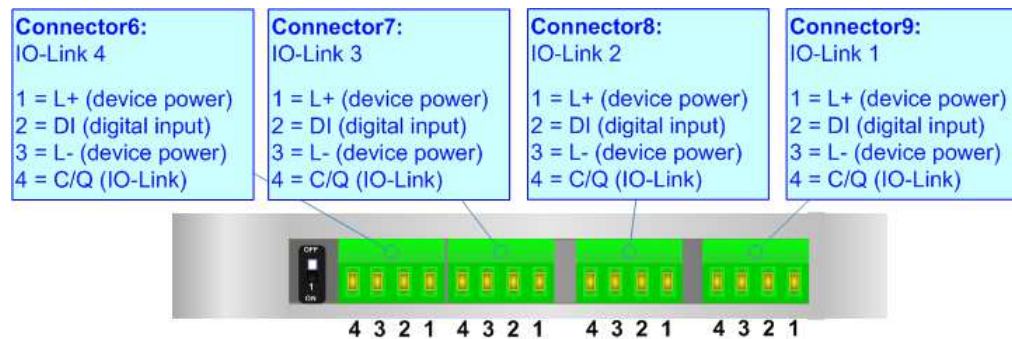 Connector6:
IO-Link 4
1 = L+ (device power)
2 = DI (digital input)
3 = L- (device power)
4 = C/Q (IO-Link)
Connector7:
IO-Link 3
1 = L+ (device power)
2 = DI (digital input)
3 = L- (device power)
4 = C/Q (IO-Link)
Connector8:
IO-Link 2
1 = L+ (device power)
2 = DI (digital input)
3 = L- (device power)
4 = C/Q (IO-Link)
Connector9:
IO-Link 1
1 = L+ (device power)
2 = DI (digital input)
3 = L- (device power)
4 = C/Q (IO-Link)
OFF
1
ON
4 3 2 1 4 3 2 1 4 3 2 1 4 3 2 1